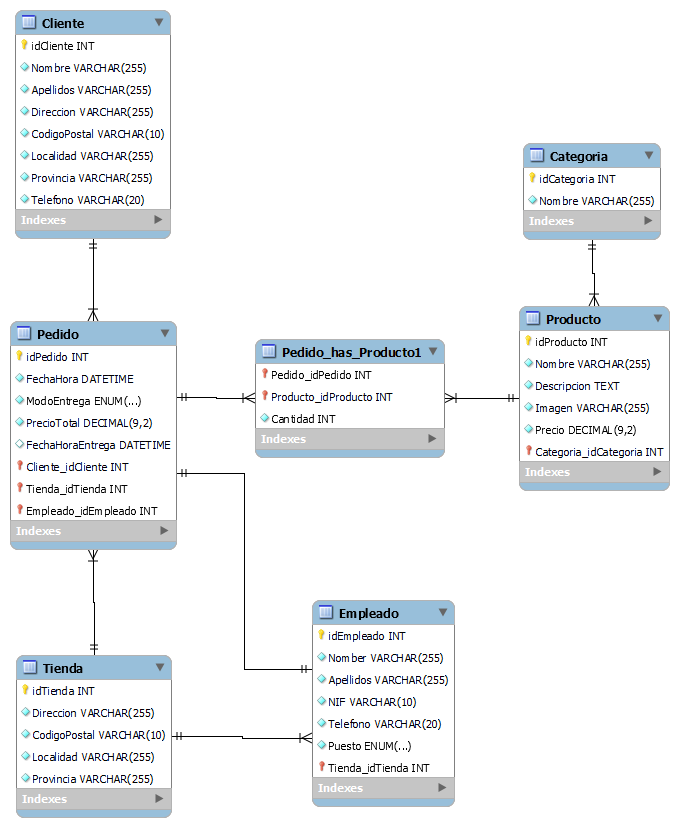 Cliente
idCliente INT
Nombre VARCHAR(255)
Apellidos VARCHAR(255)
Direccion VARCHAR(255)
CodigoPostal VARCHAR(10)
Localidad VARCHAR(255)
Provincia VARCHAR(255)
Telefono VARCHAR(20)
Indexes
Categoria
idCategoria INT
Nombre VARCHAR(255)
Indexes
Pedido
idPedido INT
FechaHora DATETIME
ModoEntrega ENUM(...)
PrecioTotal DECIMAL(9,2)
FechaHoraEntrega DATETIME
Cliente_idCliente INT
Tienda_idTienda INT
Empleado_idEmpleado INT
Indexes
Pedido_has_Producto1
Pedido_idPedido INT
Producto_idProducto INT
Cantidad INT
Indexes
Producto
idProducto INT
Nombre VARCHAR(255)
Descripcion TEXT
Imagen VARCHAR(255)
Precio DECIMAL(9,2)
Categoria_idCategoria INT
Indexes
Tienda
idTienda INT
Direccion VARCHAR(255)
CodigoPostal VARCHAR(10)
Localidad VARCHAR(255)
Provincia VARCHAR(255)
Indexes
Empleado
idEmpleado INT
Nomber VARCHAR(255)
Apellidos VARCHAR(255)
NIF VARCHAR(10)
Telefono VARCHAR(20)
Puesto ENUM(...)
Tienda_idTienda INT
Indexes